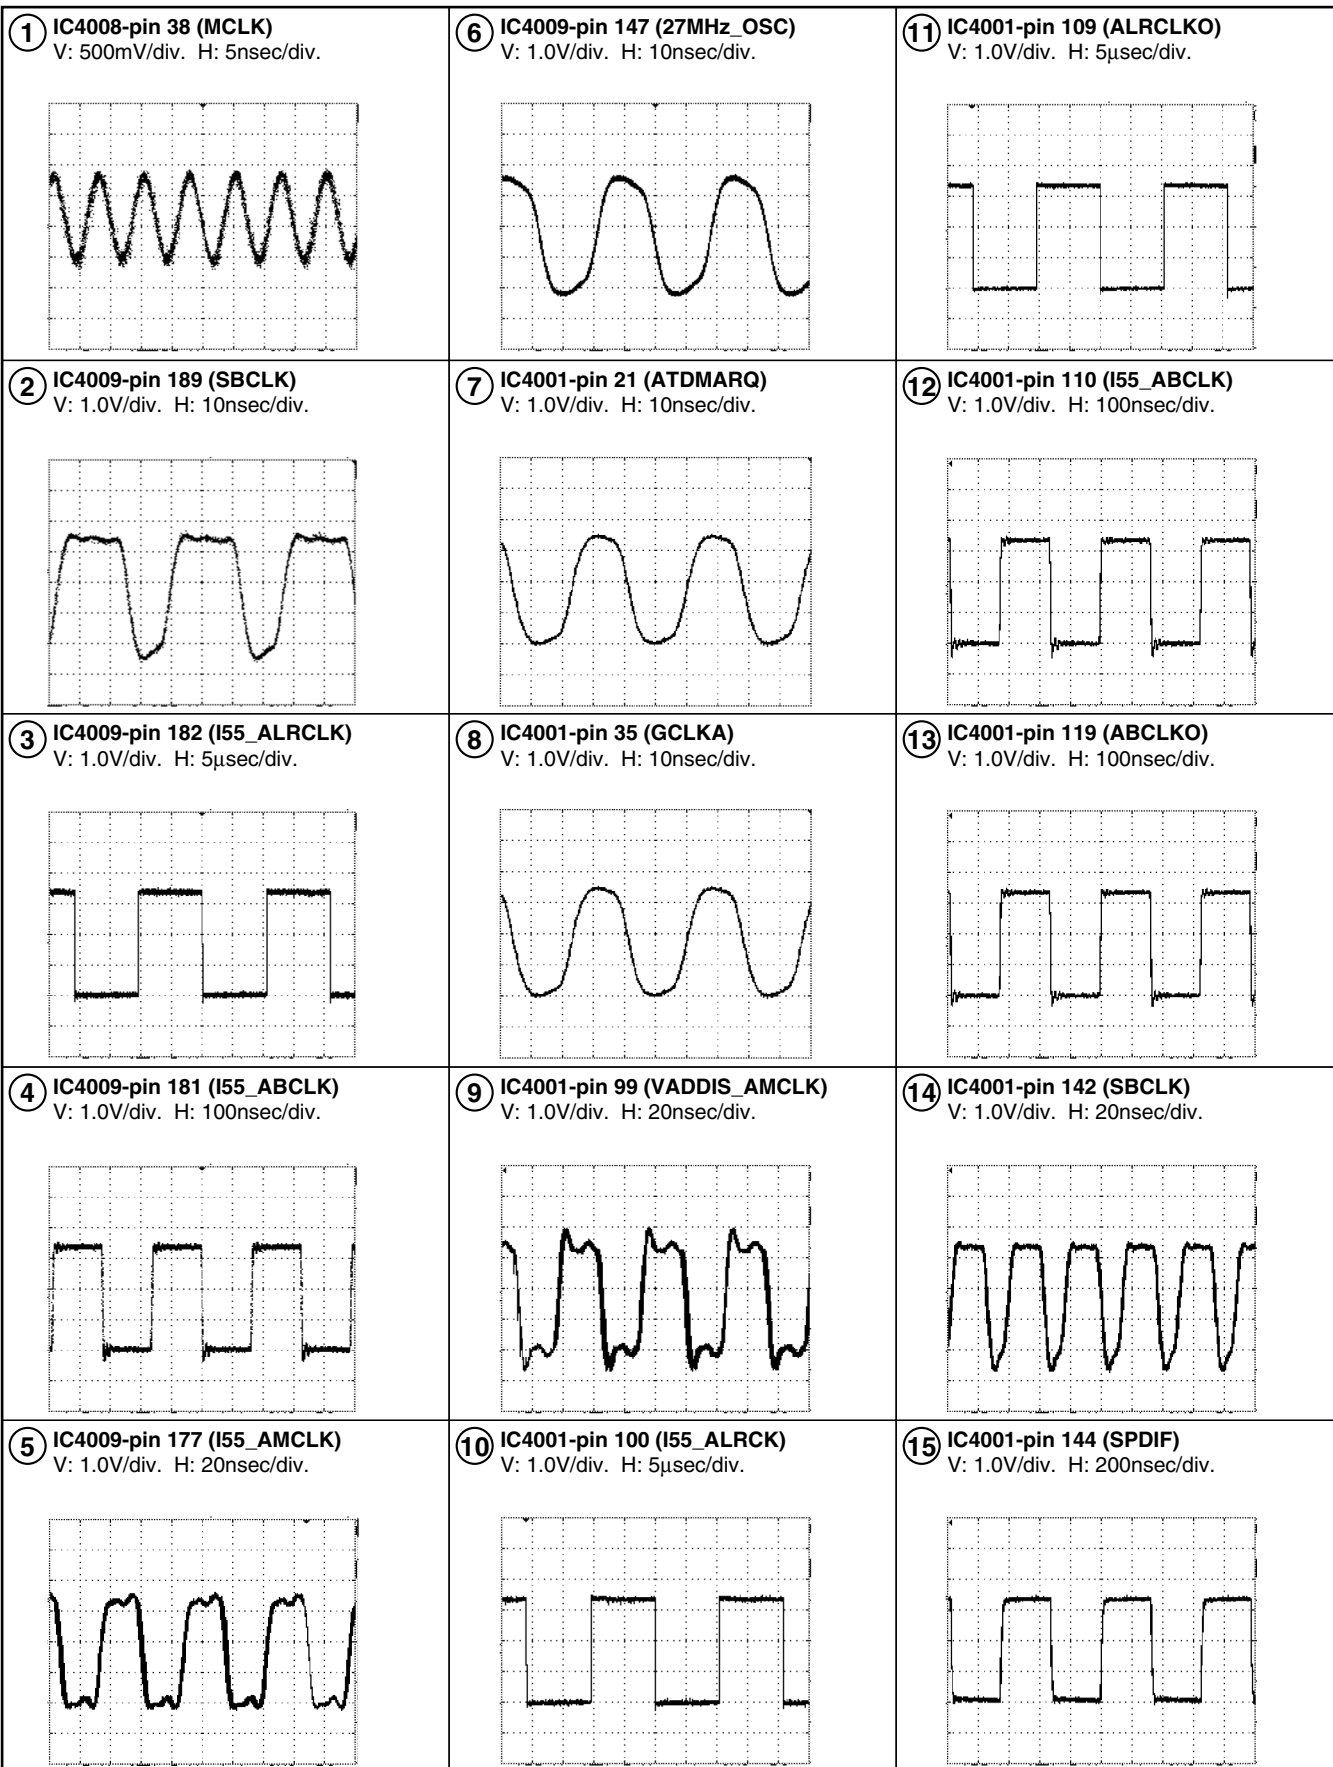 1 IC4008-pin 38 (MCLK)
V: 500mV/div. H: 5nsec/div.
2 IC4009-pin 189 (SBCLK)
V: 1.0V/div. H: 10nsec/div.
3 IC4009-pin 182 (I55_ALRCLK)
V: 1.0V/div. H: 5μsec/div.
4 IC4009-pin 181 (I55_ABCLK)
V: 1.0V/div. H: 100nsec/div.
5 IC4009-pin 177 (I55_AMCLK)
V: 1.0V/div. H: 20nsec/div.
6 IC4009-pin 147 (27MHz_OSC)
V: 1.0V/div. H: 10nsec/div.
7 IC4001-pin 21 (ATDMARQ)
V: 1.0V/div. H: 10nsec/div.
8 IC4001-pin 35 (GCLKA)
V: 1.0V/div. H: 10nsec/div.
9 IC4001-pin 99 (VADDIS_AMCLK)
V: 1.0V/div. H: 20nsec/div.
10 IC4001-pin 100 (I55_ALRCK)
V: 1.0V/div. H: 5μsec/div.
11 IC4001-pin 109 (ALRCLKO)
V: 1.0V/div. H: 5μsec/div.
12 IC4001-pin 110 (I55_ABCLK)
V: 1.0V/div. H: 100nsec/div.
13 IC4001-pin 119 (ABCLKO)
V: 1.0V/div. H: 100nsec/div.
14 IC4001-pin 142 (SBCLK)
V: 1.0V/div. H: 20nsec/div.
15 IC4001-pin 144 (SPDIF)
V: 1.0V/div. H: 200nsec/div.